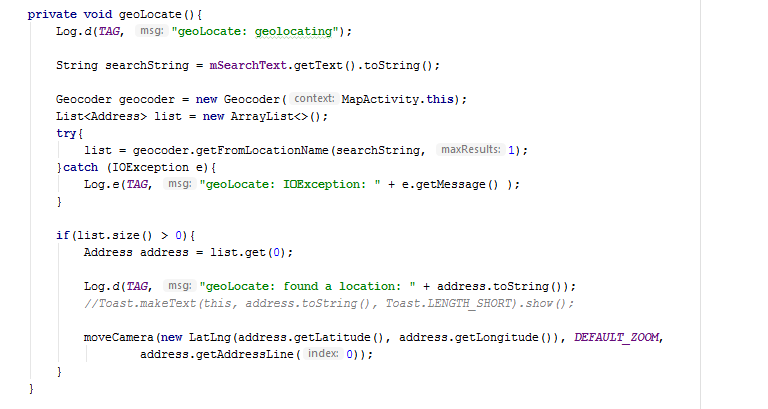 private void geoLocate(){
    Log.d(TAG, msg: "geoLocate: geolocating");

    String searchString = mSearchText.getText().toString();

    Geocoder geocoder = new Geocoder( context: MapActivity.this);
    List<Address> list = new ArrayList<>();
    try{
        list = geocoder.getFromLocationName(searchString, maxResults: 1);
    }catch (IOException e){
        Log.e(TAG, msg: "geoLocate: IOException: " + e.getMessage() );
    }

    if(list.size() > 0){
        Address address = list.get(0);

        Log.d(TAG, msg: "geoLocate: found a location: " + address.toString());
        //Toast.makeText(this, address.toString(), Toast.LENGTH_SHORT).show();

        moveCamera(new LatLng(address.getLatitude(), address.getLongitude()), DEFAULT_ZOOM,
                address.getAddressLine( index: 0));
    }
}